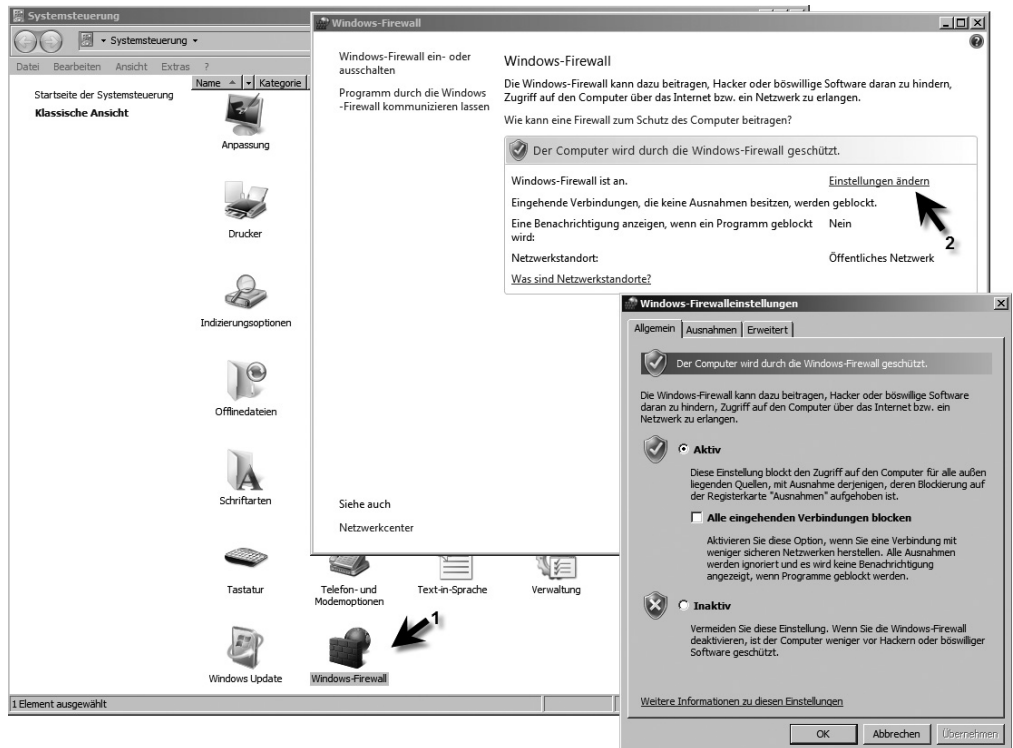 Systemsteuerung
Systemsteuerung
Datei Bearbeiten Ansicht Extras ?
Name Kategorie
Startseite der Systemsteuerung
Klassische Ansicht
Anpassung
Drucker
Indizierungsoptionen
Offlinedateien
Schriftarten
Tastatur
Telefon- und
Modemoptionen
Text-in-Sprache
Verwaltung
Windows Update
Windows-Firewall
1
1 Element ausgewählt
Windows-Firewall
Windows-Firewall ein- oder
ausschalten
Programm durch die Windows
-Firewall kommunizieren lassen
Siehe auch
Netzwerkcenter
Windows-Firewall
Die Windows-Firewall kann dazu beitragen, Hacker oder böswillige Software daran zu hindern,
Zugriff auf den Computer über das Internet bzw. ein Netzwerk zu erlangen.
Wie kann eine Firewall zum Schutz des Computer beitragen?
Der Computer wird durch die Windows-Firewall geschützt.
Windows-Firewall ist an. Einstellungen ändern
Eingehende Verbindungen, die keine Ausnahmen besitzen, werden geblockt.
Eine Benachrichtigung anzeigen, wenn ein Programm geblockt Nein
wird:
2
Netzwerkstandort: Öffentliches Netzwerk
Was sind Netzwerkstandorte?
Windows-Firewalleinstellungen
Allgemein Ausnahmen Erweitert
Der Computer wird durch die Windows-Firewall geschützt.
Die Windows-Firewall kann dazu beitragen, Hacker oder böswillige Software
daran zu hindern, Zugriff auf den Computer über das Internet bzw. ein
Netzwerk zu erlangen.
Aktiv
Diese Einstellung blockt den Zugriff auf den Computer für alle außen
liegenden Quellen, mit Ausnahme derjenigen, deren Blockierung auf
der Registerkarte "Ausnahmen" aufgehoben ist.
Alle eingehenden Verbindungen blocken
Aktivieren Sie diese Option, wenn Sie eine Verbindung mit
weniger sicheren Netzwerken herstellen. Alle Ausnahmen
werden ignoriert und es wird keine Benachrichtigung
angezeigt, wenn Programme geblockt werden.
Inaktiv
Vermeiden Sie diese Einstellung. Wenn Sie die Windows-Firewall
deaktivieren, ist der Computer weniger vor Hackern oder böswilliger
Software geschützt.
Weitere Informationen zu diesen Einstellungen
OK Abbrechen Übernehmen